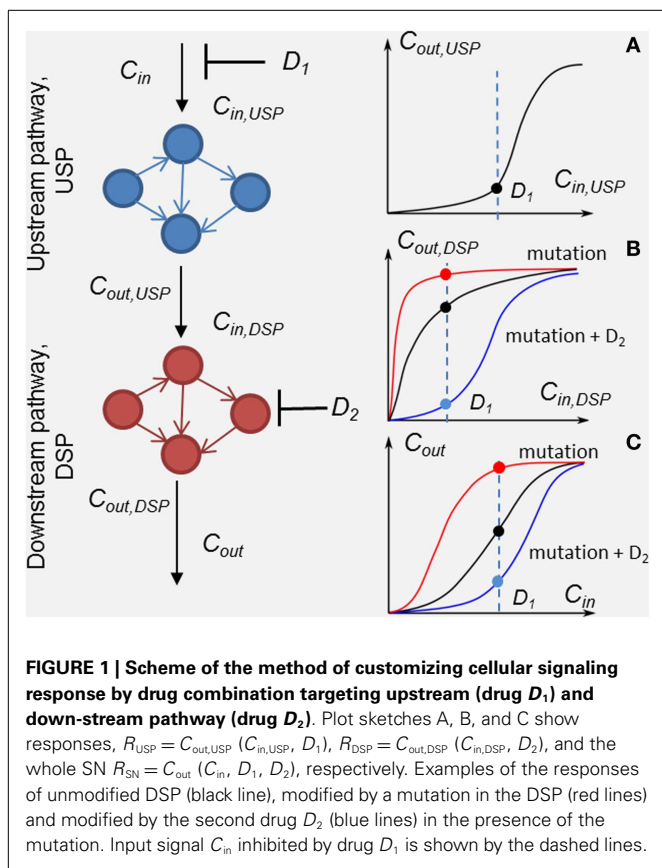 C_in
D_1
C_in,USP
Upstream pathway,
USP
C_out,USP
C_in,DSP
Downstream pathway,
DSP
D_2
C_out,DSP
C_out
C_out,USP
A
D_1
C_in,USP
C_out,DSP
B
mutation
mutation + D_2
D_1
C_in,DSP
C_out
C
mutation
mutation + D_2
D_1
C_in
FIGURE 1 | Scheme of the method of customizing cellular signaling
response by drug combination targeting upstream (drug D_1) and
down-stream pathway (drug D_2). Plot sketches A, B, and C show
responses, R_USP = C_out,USP (C_in,USP, D_1), R_DSP = C_out,DSP (C_in,DSP, D_2), and the
whole SN R_SN = C_out (C_in, D_1, D_2), respectively. Examples of the responses
of unmodified DSP (black line), modified by a mutation in the DSP (red lines)
and modified by the second drug D_2 (blue lines) in the presence of the
mutation. Input signal C_in inhibited by drug D_1 is shown by the dashed lines.